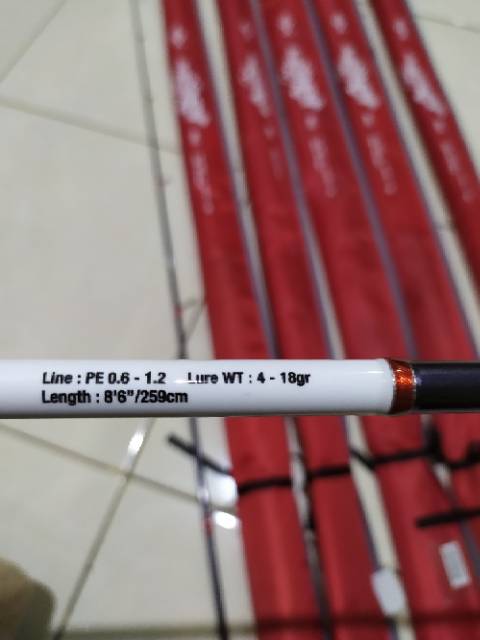 Line : PE 0.6 - 1.2 Lure WT : 4 - 18gr
Length : 8'6"/259cm